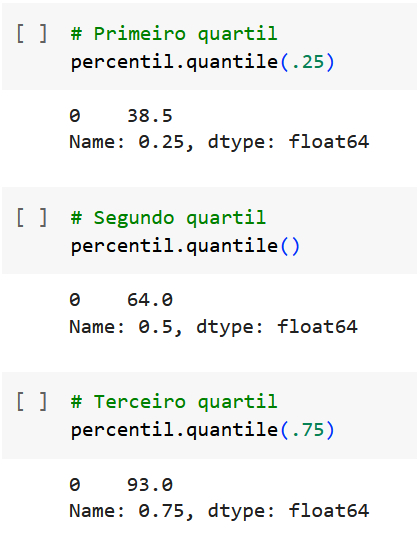 [ ] # Primeiro quartil
percentil.quantile(.25)
0    38.5
Name: 0.25, dtype: float64
[ ] # Segundo quartil
percentil.quantile()
0    64.0
Name: 0.5, dtype: float64
[ ] # Terceiro quartil
percentil.quantile(.75)
0    93.0
Name: 0.75, dtype: float64